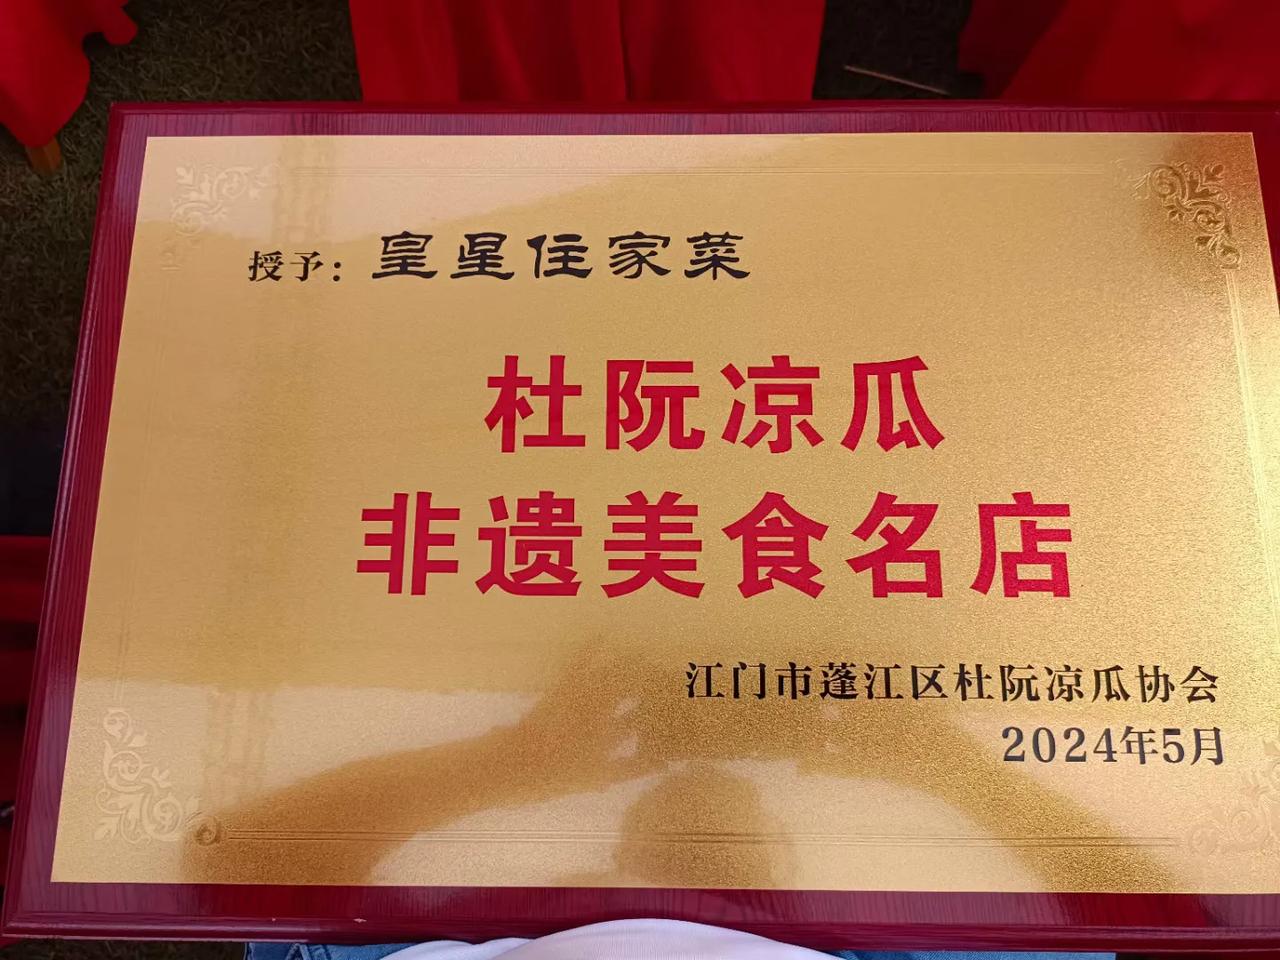 授予：皇星住家菜
杜阮凉瓜
非遗美食名店
江门市蓬江区杜阮凉瓜协会
2024年5月